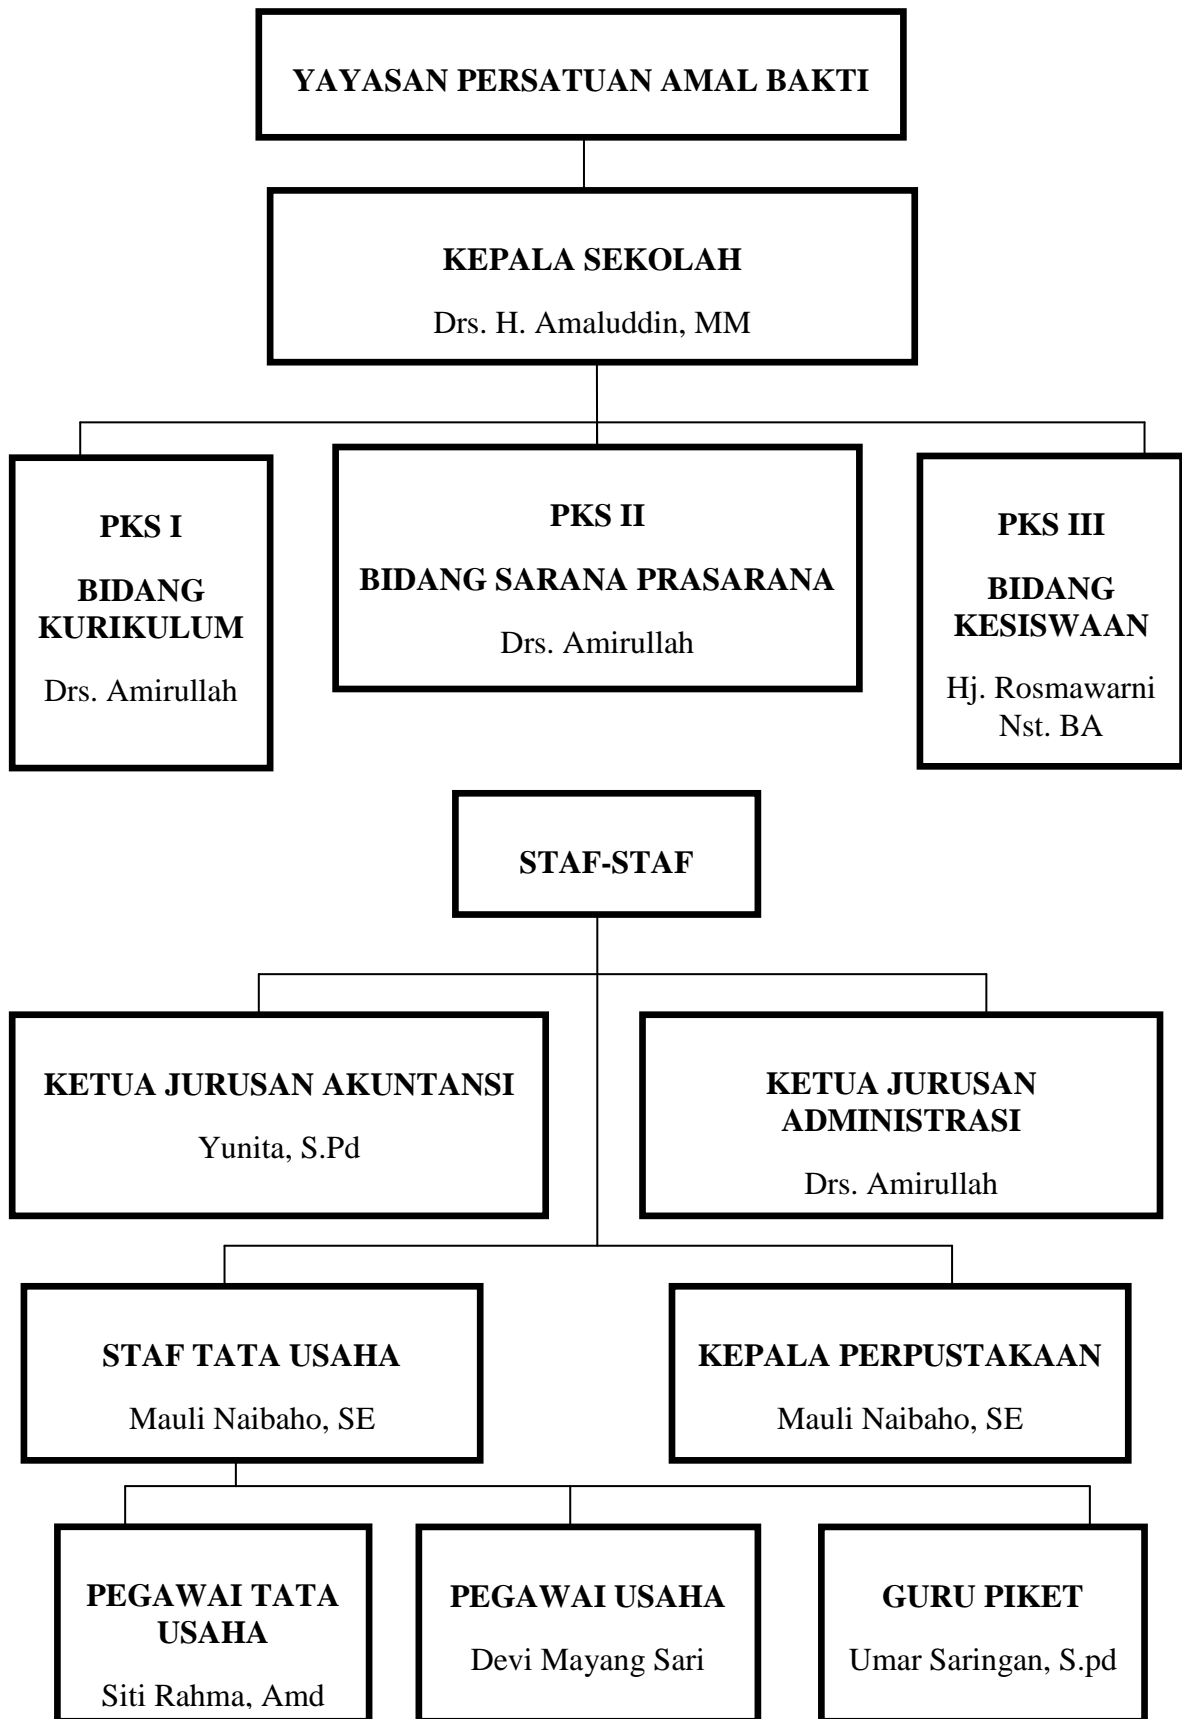 YAYASAN PERSATUAN AMAL BAKTI
KEPALA SEKOLAH
Drs. H. Amaluddin, MM
PKS I
BIDANG
KURIKULUM
Drs. Amirullah
PKS II
BIDANG SARANA PRASARANA
Drs. Amirullah
PKS III
BIDANG
KESISWAAN
Hj. Rosmawarni
Nst. BA
STAF-STAF
KETUA JURUSAN AKUNTANSI
Yunita, S.Pd
KETUA JURUSAN
ADMINISTRASI
Drs. Amirullah
STAF TATA USAHA
Mauli Naibaho, SE
KEPALA PERPUSTAKAAN
Mauli Naibaho, SE
PEGAWAI TATA
USAHA
Siti Rahma, Amd
PEGAWAI USAHA
Devi Mayang Sari
GURU PIKET
Umar Saringan, S.pd